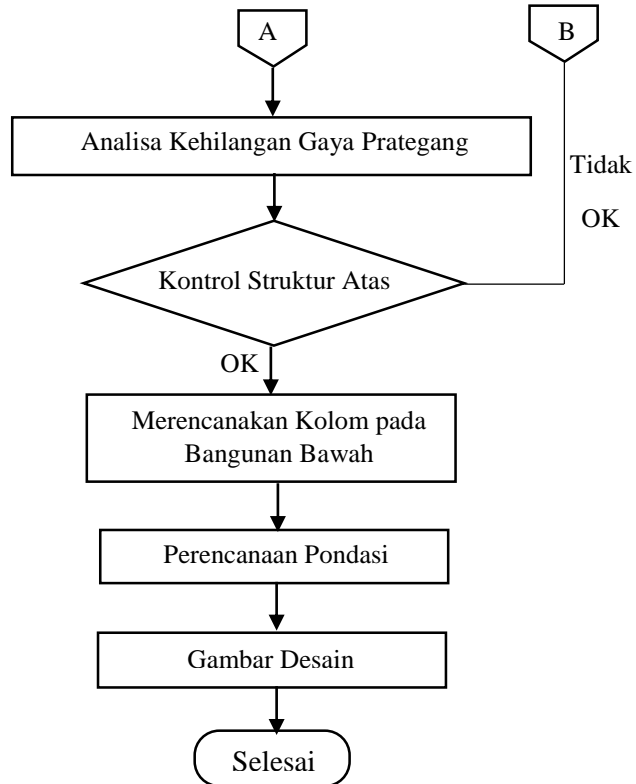 A
B
Analisa Kehilangan Gaya Prategang
Tidak
OK
Kontrol Struktur Atas
OK
Merencanakan Kolom pada
Bangunan Bawah
Perencanaan Pondasi
Gambar Desain
Selesai